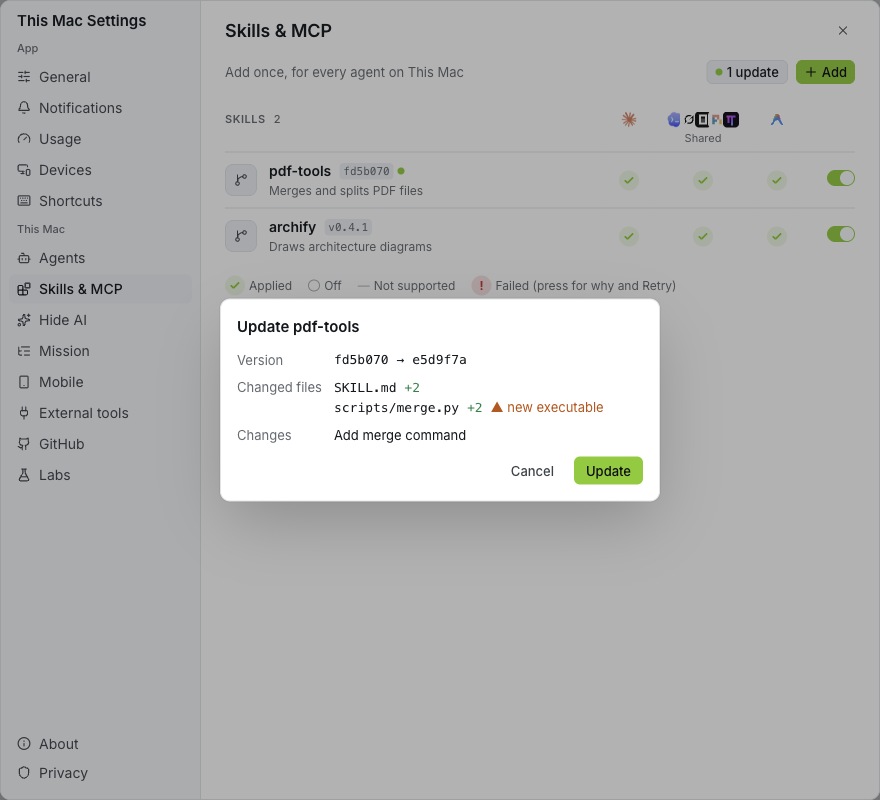 This Mac Settings
App
General
Notifications
Usage
Devices
Shortcuts
This Mac
Agents
Skills & MCP
Hide AI
Mission
Mobile
External tools
GitHub
Labs
About
Privacy
Skills & MCP
Add once, for every agent on This Mac
1 update
+ Add
SKILLS 2
Shared
pdf-tools fd5b070
Merges and splits PDF files
archify v0.4.1
Draws architecture diagrams
Applied Off — Not supported ! Failed (press for why and Retry)
Update pdf-tools
Version fd5b070 → e5d9f7a
Changed files SKILL.md +2
scripts/merge.py +2 ▲ new executable
Changes Add merge command
Cancel Update